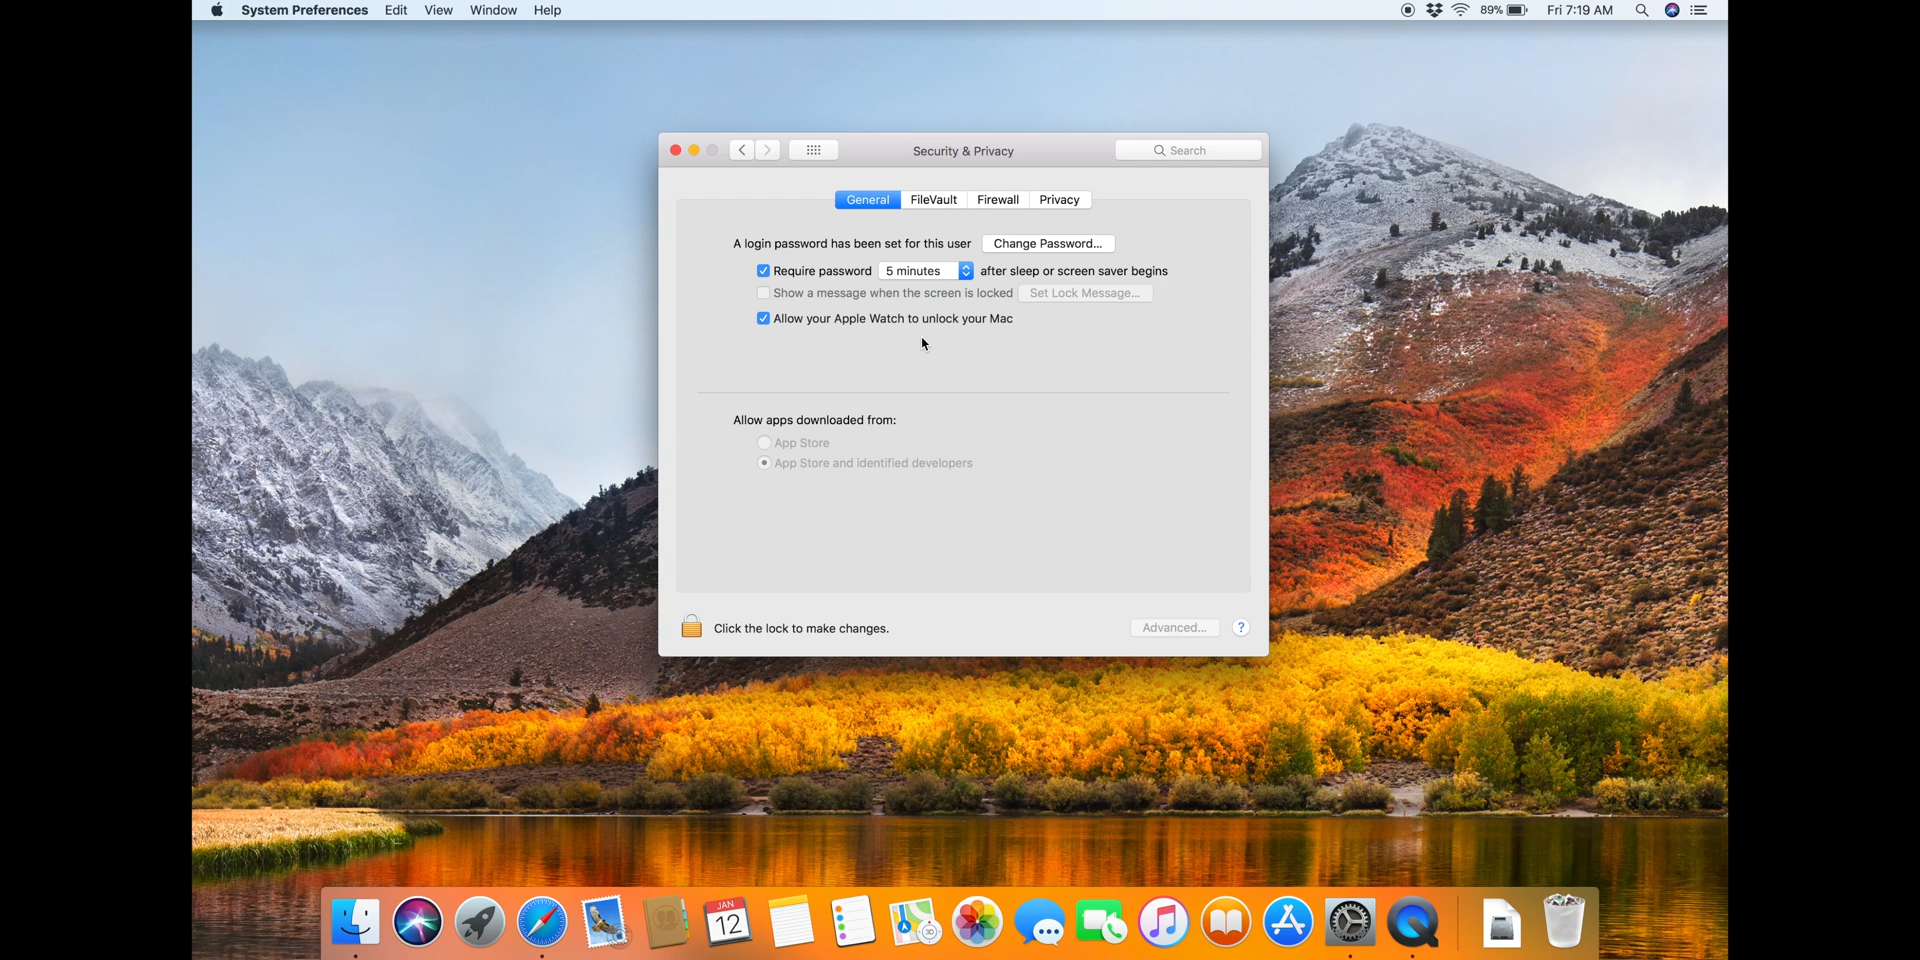 System Preferences Edit View Window Help 89% Fri 7:19 AM
Security & Privacy Search
General FileVault Firewall Privacy
A login password has been set for this user Change Password...
Require password 5 minutes after sleep or screen saver begins
Show a message when the screen is locked Set Lock Message...
Allow your Apple Watch to unlock your Mac
Allow apps downloaded from:
App Store
App Store and identified developers
Click the lock to make changes. Advanced... ?
JAN
12
3D